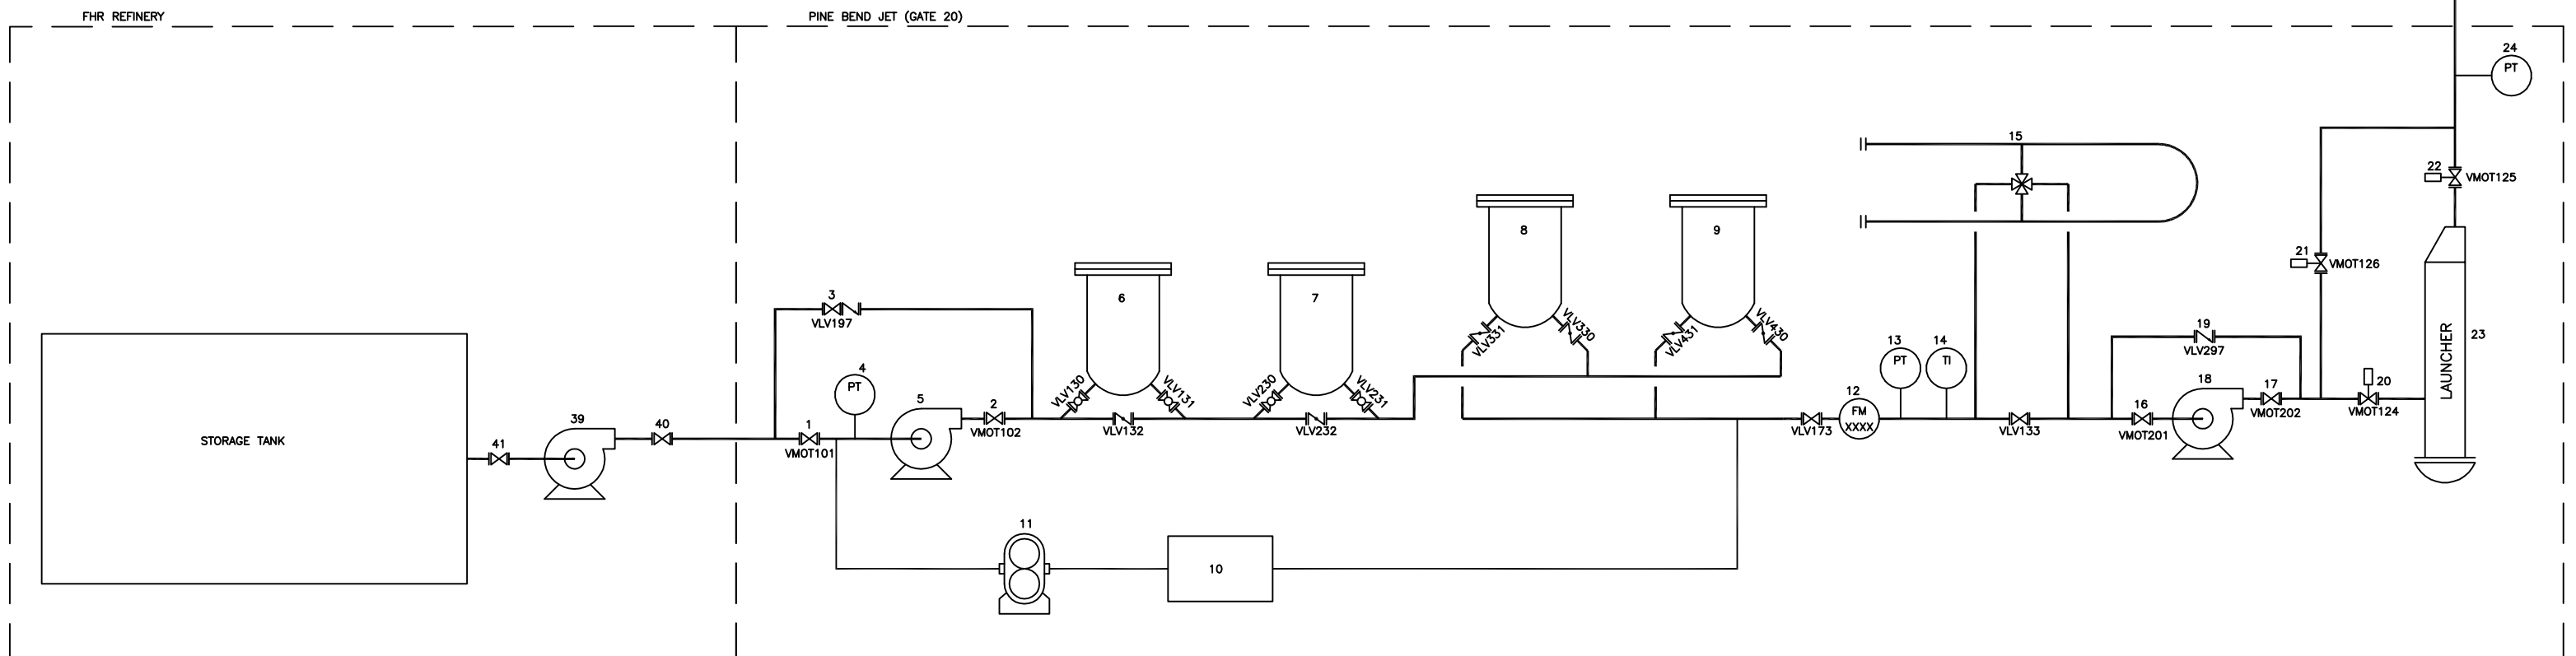 FHR REFINERY
PINE BEND JET (GATE 20)
24
PT
15
22
VMOT125
8
9
21
VMOT126
6
7
3
VLV197
VLV331
VLV330
VLV431
VLV430
19
VLV297
LAUNCHER
23
13
PT
14
TI
4
PT
VLV130
VLV131
VLV230
VLV231
18
20
VMOT124
17
VMOT202
12
FM
XXXX
5
2
VMOT102
VLV132
VLV232
VLV173
VLV133
16
VMOT201
39
40
1
VMOT101
STORAGE TANK
41
11
10